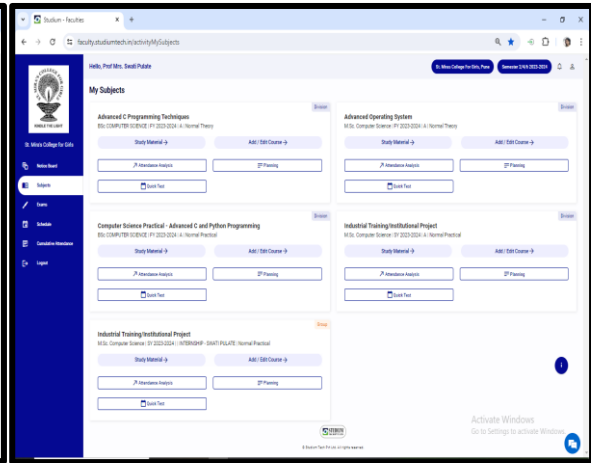 Studium - Faculties
faculty.studiumtech.in/activity/MySubjects
Hello, Prof Mrs. Swati Pulate
St. Miras College for Girls, Pune
Semester 2/4/6 2023-2024
My Subjects
KINDLE THE LIGHT
St. Mira's College for Girls
Notice Board
Subjects
Exams
Schedule
Cumulative Attendance
Logout
Division
Advanced C Programming Techniques
BSc COMPUTER SCIENCE | FY 2023-2024 | A | Normal Theory
Study Material →
Add / Edit Course →
Attendance Analysis
Planning
Quick Test
Division
Advanced Operating System
M.Sc. Computer Science | FY 2023-2024 | A | Normal Theory
Study Material →
Add / Edit Course →
Attendance Analysis
Planning
Quick Test
Division
Computer Science Practical - Advanced C and Python Programming
BSc COMPUTER SCIENCE | FY 2023-2024 | A | Normal Practical
Study Material →
Add / Edit Course →
Attendance Analysis
Planning
Quick Test
Division
Industrial Training/Institutional Project
M.Sc. Computer Science | SY 2023-2024 | A | Normal Practical
Study Material →
Add / Edit Course →
Attendance Analysis
Planning
Quick Test
Group
Industrial Training/Institutional Project
M.Sc. Computer Science | SY 2023-2024 | | INTERNSHIP - SWATI PULATE | Normal Practical
Study Material →
Add / Edit Course →
Attendance Analysis
Planning
Quick Test
STUDIUM
Activate Windows
Go to Settings to activate Windows.